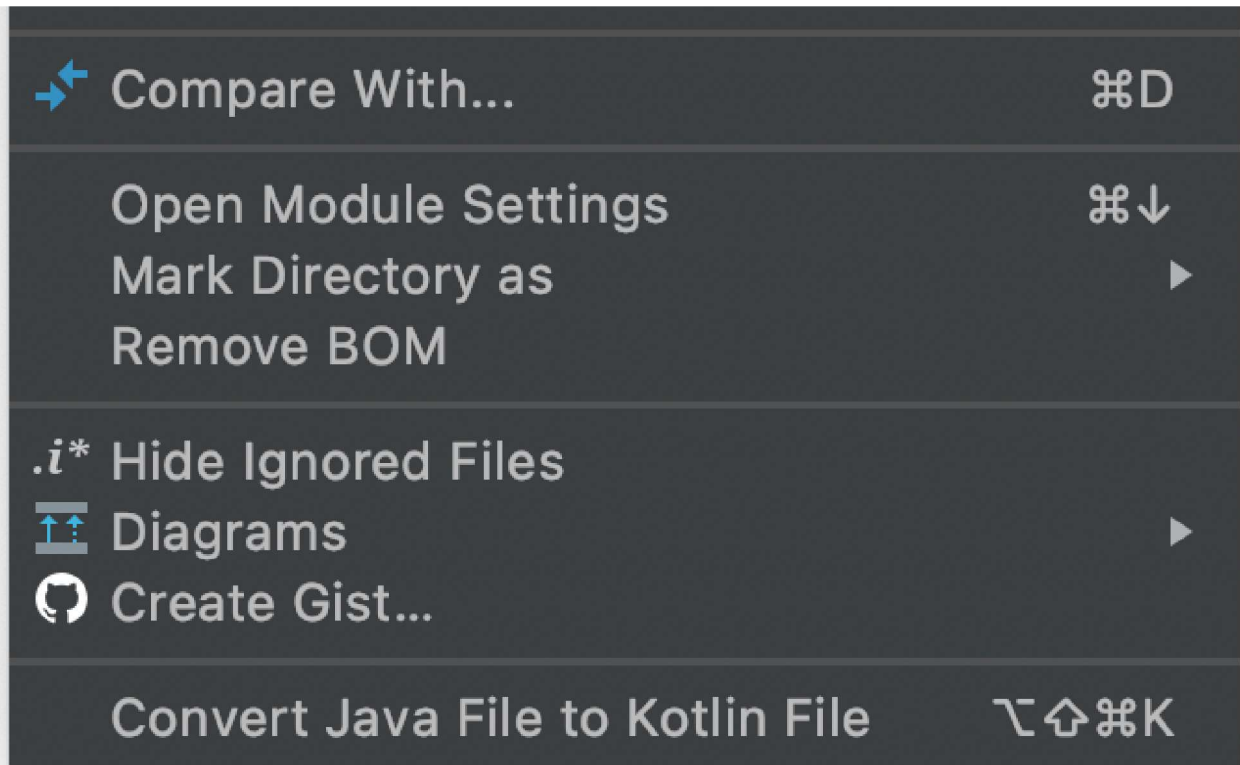 Compare With... ⌘D
Open Module Settings ⌘↓
Mark Directory as
Remove BOM
.i* Hide Ignored Files
Diagrams
Create Gist...
Convert Java File to Kotlin File ⌥⇧⌘K